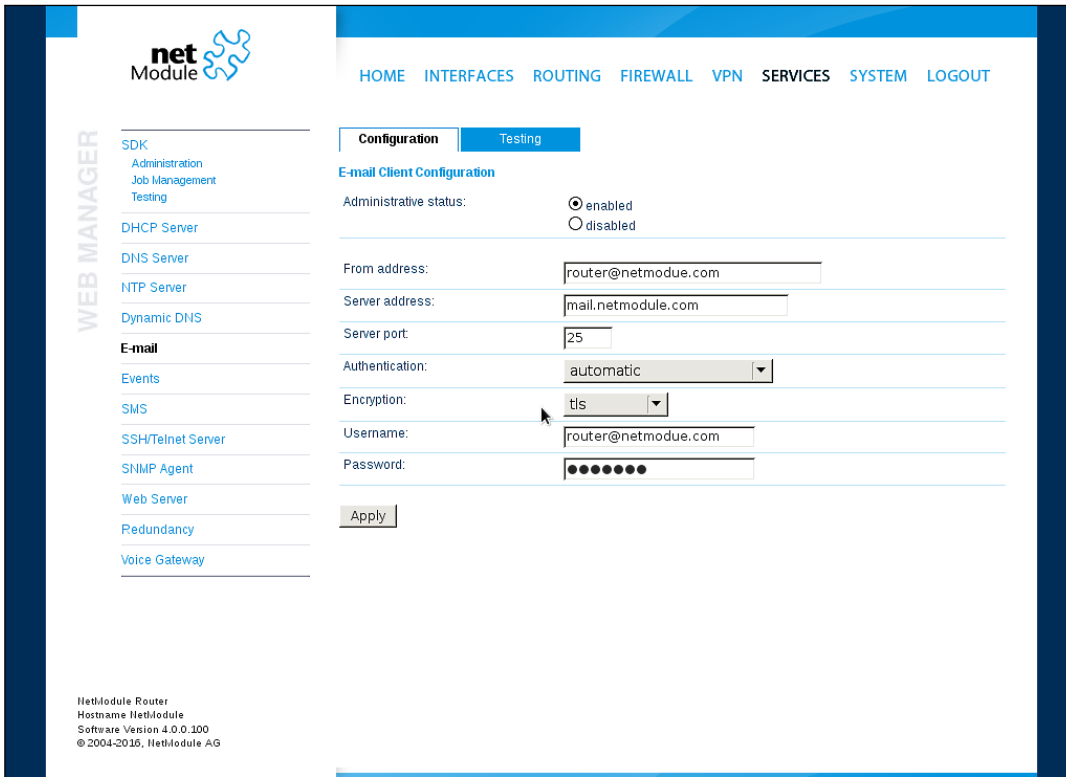 net
Module
HOME INTERFACES ROUTING FIREWALL VPN SERVICES SYSTEM LOGOUT
WEB MANAGER
SDK
Administration
Job Management
Testing
DHCP Server
DNS Server
NTP Server
Dynamic DNS
E-mail
Events
SMS
SSH/Telnet Server
SNMP Agent
Web Server
Redundancy
Voice Gateway
Configuration Testing
E-mail Client Configuration
Administrative status: enabled
disabled
From address: router@netmodue.com
Server address: mail.netmodule.com
Server port: 25
Authentication: automatic
Encryption: tls
Username: router@netmodue.com
Password: ●●●●●●●
Apply
NetModule Router
Hostname NetModule
Software Version 4.0.0.100
© 2004-2016, NetModule AG